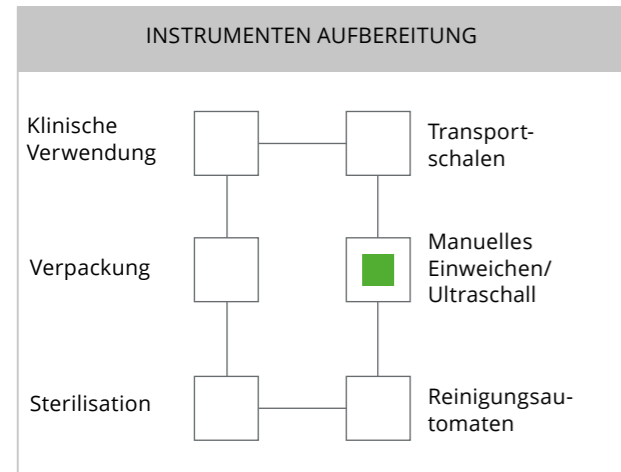 INSTRUMENTEN AUFBEREITUNG
Klinische
Verwendung
Transport-
schalen
Verpackung
Manuelles
Einweichen/
Ultraschall
Sterilisation
Reinigungsau-
tomaten